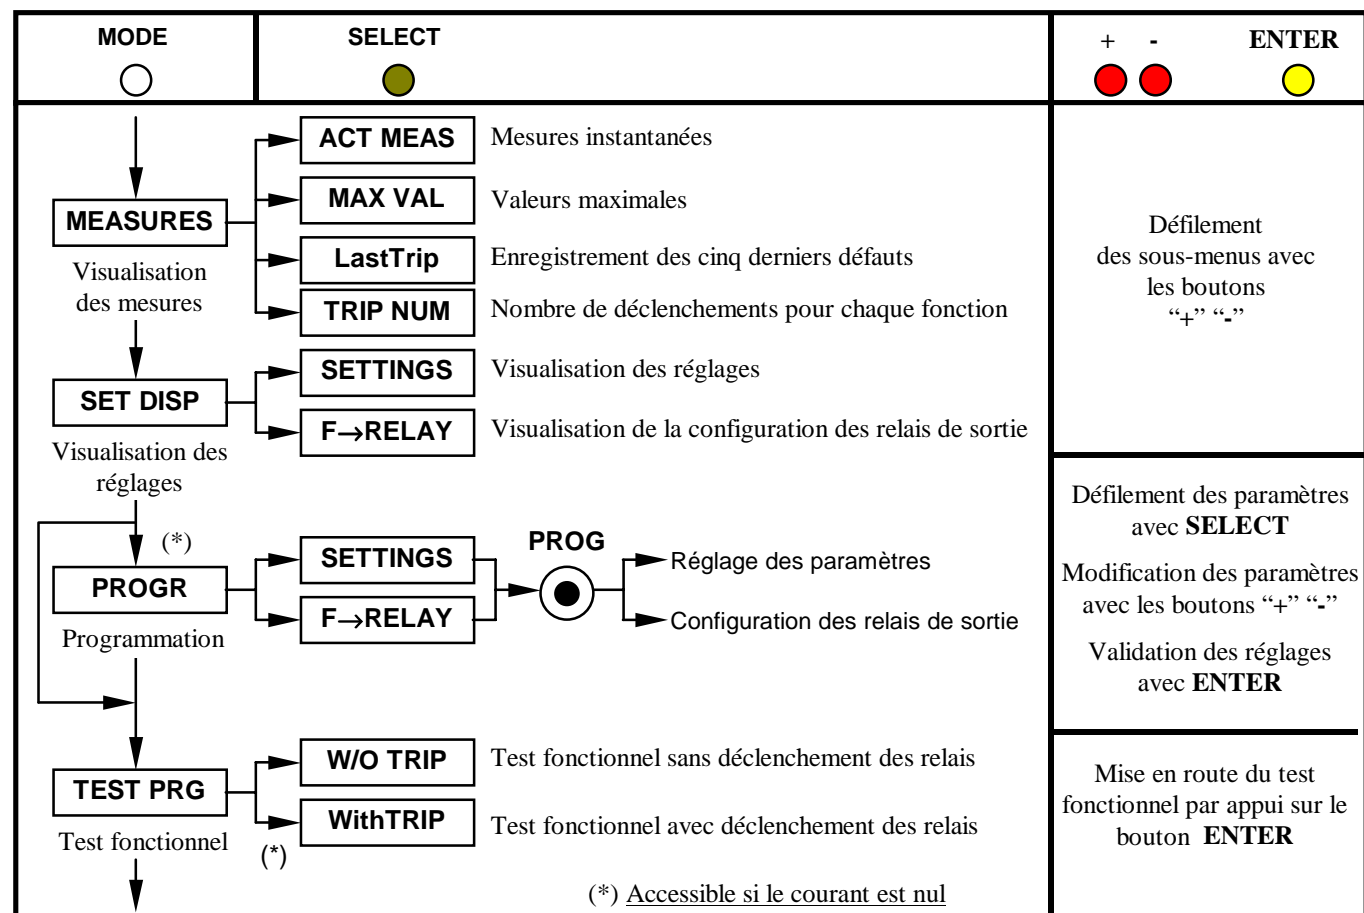 MODE
SELECT
+ -
ENTER
ACT MEAS
Mesures instantanées
MAX VAL
Valeurs maximales
MEASURES
LastTrip
Enregistrement des cinq derniers défauts
Visualisation
des mesures
TRIP NUM
Nombre de déclenchements pour chaque fonction
Défilement
des sous-menus avec
les boutons
“+” “-”
SETTINGS
Visualisation des réglages
SET DISP
F→RELAY
Visualisation de la configuration des relais de sortie
Visualisation des
réglages
(*)
PROGR
Programmation
SETTINGS
F→RELAY
PROG
Réglage des paramètres
Configuration des relais de sortie
Défilement des paramètres
avec SELECT
Modification des paramètres
avec les boutons “+” “-”
Validation des réglages
avec ENTER
W/O TRIP
Test fonctionnel sans déclenchement des relais
TEST PRG
WithTRIP
Test fonctionnel avec déclenchement des relais
Test fonctionnel
(*)
Mise en route du test
fonctionnel par appui sur le
bouton ENTER
(*) Accessible si le courant est nul